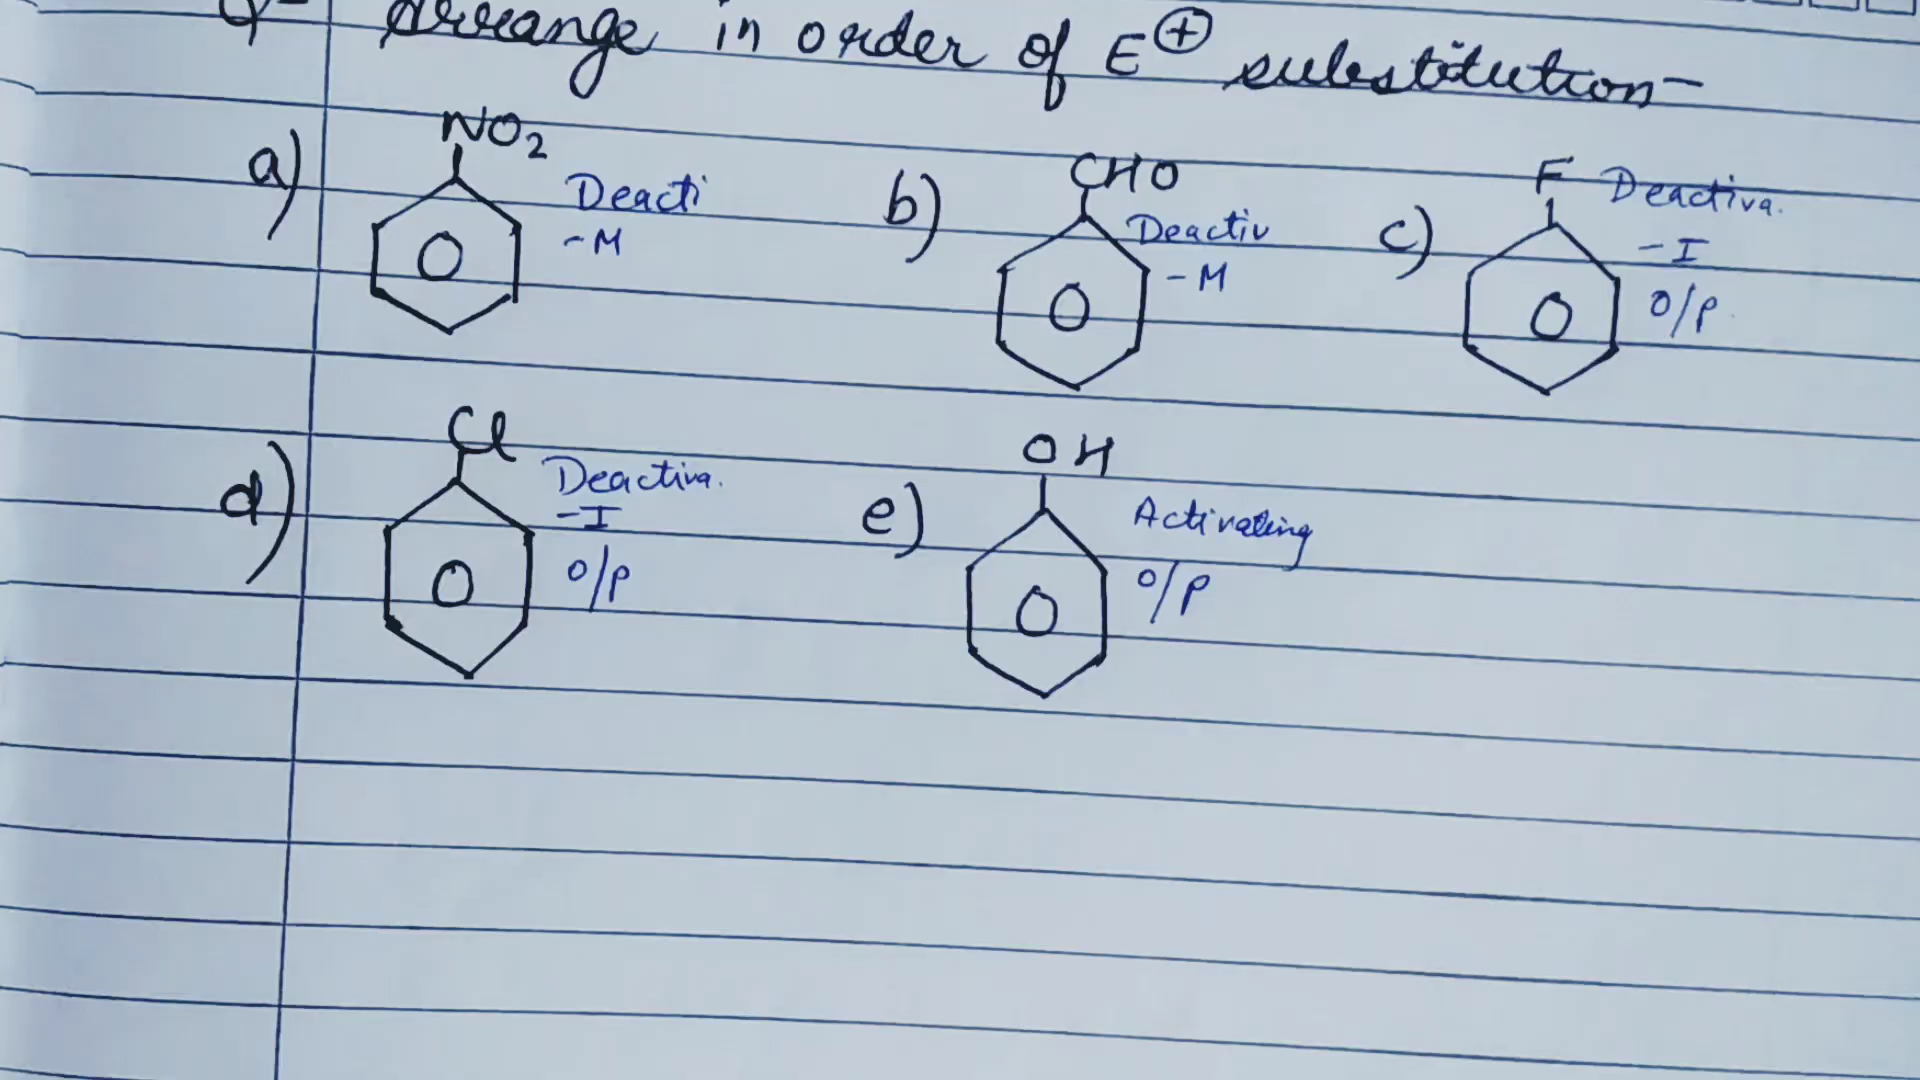 Q- Arrange in order of E⊕ substitution-
a) NO2 Deacti -M
b) CHO Deactiv -M
c) F Deactiva. -I O/P
d) Cl Deactiva. -I O/P
e) OH Activating O/P